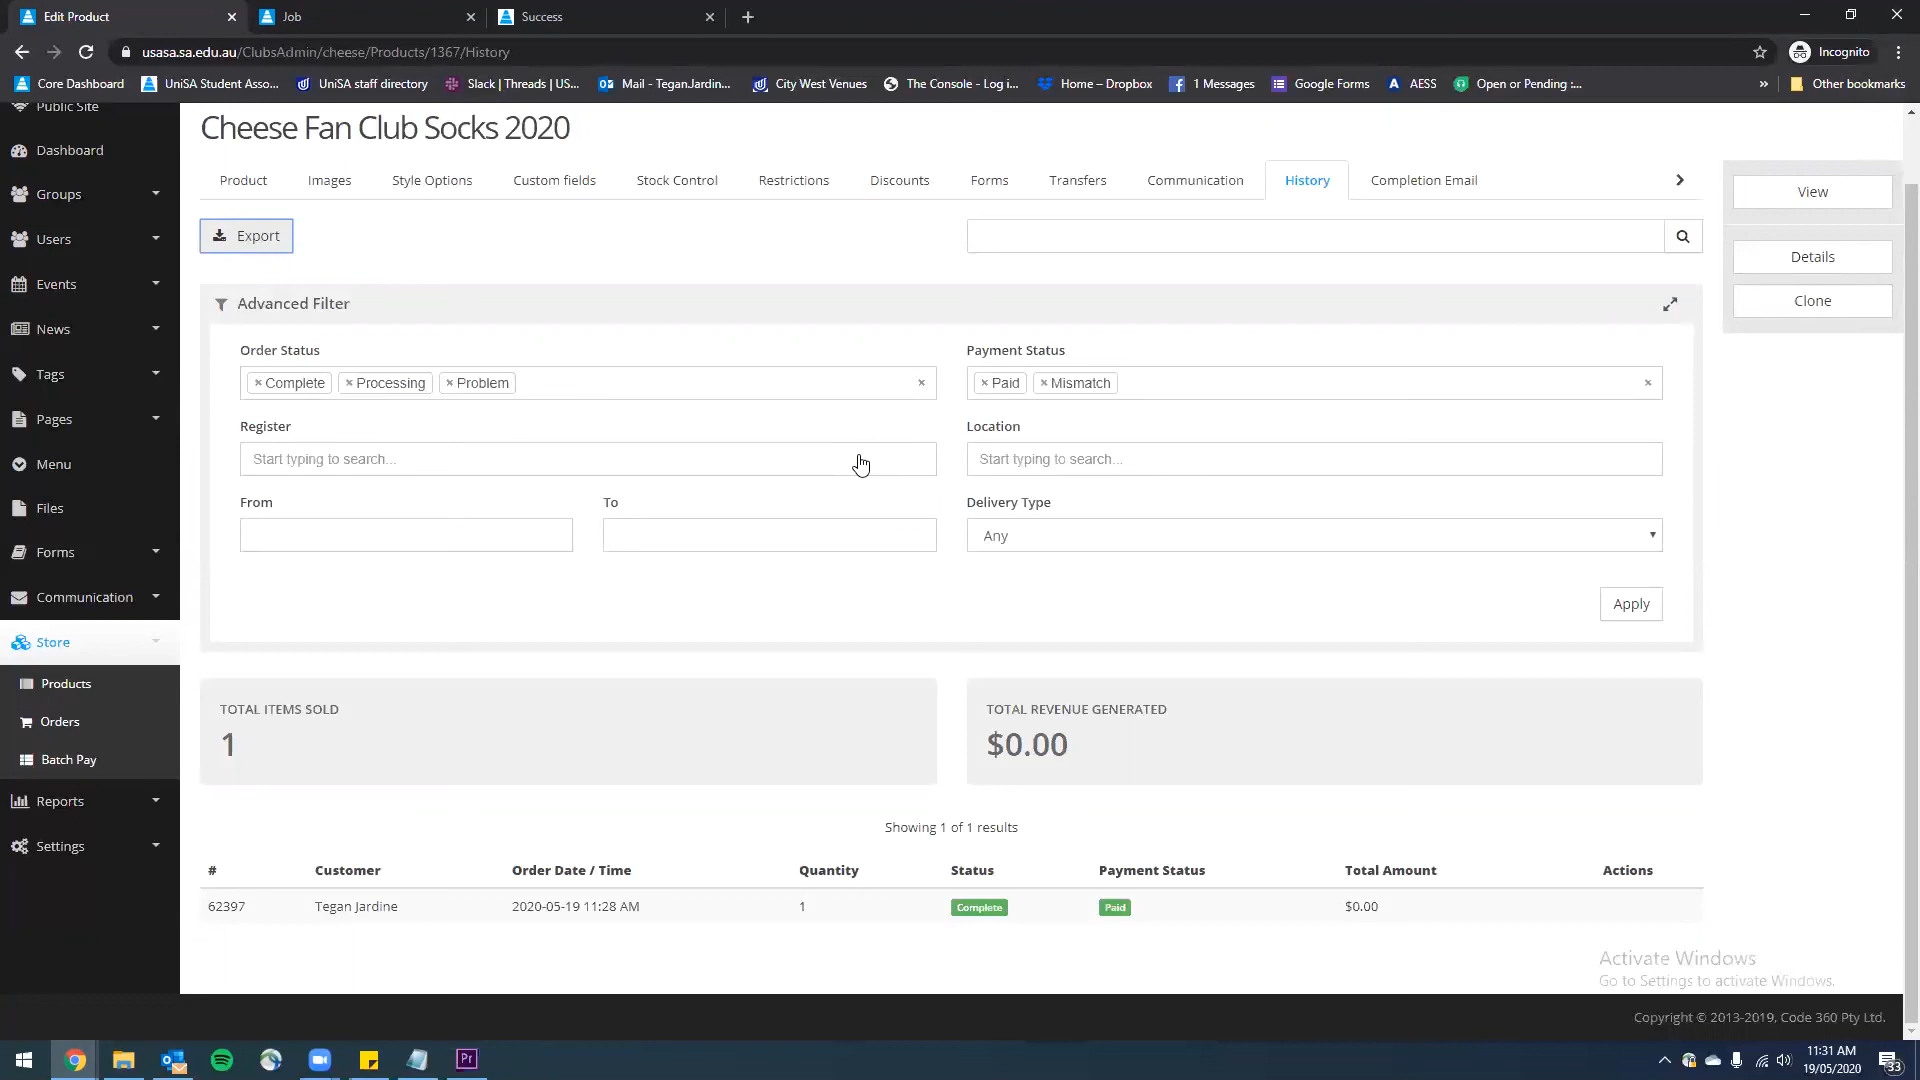 Edit Product
Job
Success
usasa.sa.edu.au/ClubsAdmin/cheese/Products/1367/History
Incognito
Core Dashboard
UniSA Student Asso...
UniSA staff directory
Slack | Threads | US...
Mail - TeganJardin...
City West Venues
The Console - Log i...
Home – Dropbox
1 Messages
Google Forms
AESS
Open or Pending :...
»
Other bookmarks
Public Site
Dashboard
Groups
Users
Events
News
Tags
Pages
Menu
Files
Forms
Communication
Store
Products
Orders
Batch Pay
Reports
Settings
Cheese Fan Club Socks 2020
Product
Images
Style Options
Custom fields
Stock Control
Restrictions
Discounts
Forms
Transfers
Communication
History
Completion Email
Export
View
Details
Clone
Advanced Filter
Order Status
× Complete × Processing × Problem ×
Payment Status
× Paid × Mismatch ×
Register
Start typing to search...
Location
Start typing to search...
From
To
Delivery Type
Any
Apply
TOTAL ITEMS SOLD
1
TOTAL REVENUE GENERATED
$0.00
Showing 1 of 1 results
# Customer Order Date / Time Quantity Status Payment Status Total Amount Actions
62397 Tegan Jardine 2020-05-19 11:28 AM 1 Complete Paid $0.00
Activate Windows
Go to Settings to activate Windows.
Copyright © 2013-2019, Code 360 Pty Ltd.
Pr
11:31 AM
19/05/2020
33